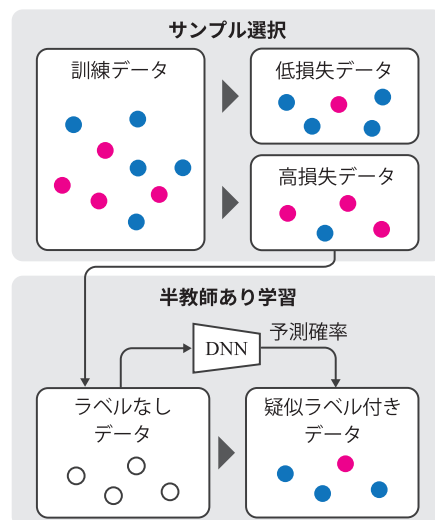 サンプル選択
訓練データ
低損失データ
高損失データ
半教師あり学習
DNN
予測確率
ラベルなし
データ
疑似ラベル付き
データ